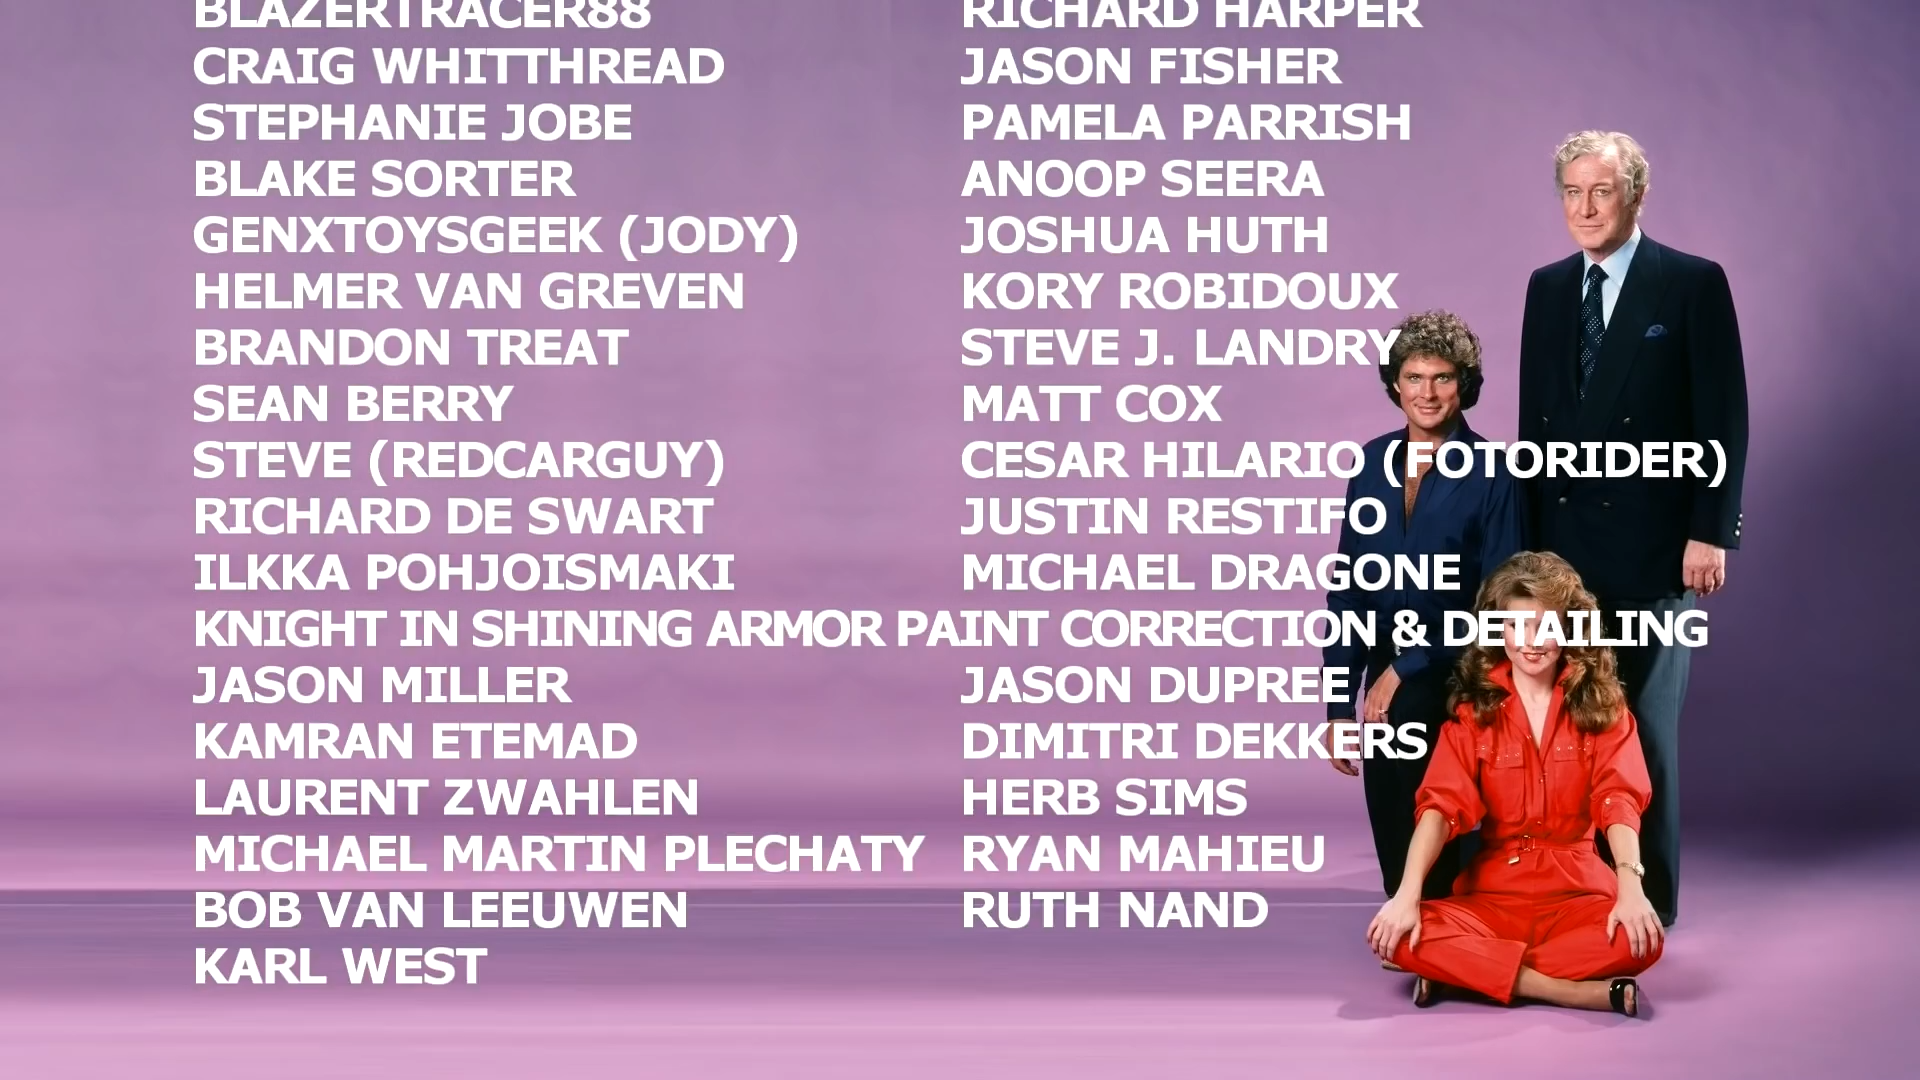 BLAZERTRACER88 RICHARD HARPER
CRAIG WHITTHREAD JASON FISHER
STEPHANIE JOBE PAMELA PARRISH
BLAKE SORTER ANOOP SEERA
GENXTOYSGEEK (JODY) JOSHUA HUTH
HELMER VAN GREVEN KORY ROBIDOUX
BRANDON TREAT STEVE J. LANDRY
SEAN BERRY MATT COX
STEVE (REDCARGUY) CESAR HILARIO (FOTORIDER)
RICHARD DE SWART JUSTIN RESTIFO
ILKKA POHJOISMAKI MICHAEL DRAGONE
KNIGHT IN SHINING ARMOR PAINT CORRECTION & DETAILING
JASON MILLER JASON DUPREE
KAMRAN ETEMAD DIMITRI DEKKERS
LAURENT ZWAHLEN HERB SIMS
MICHAEL MARTIN PLECHATY RYAN MAHIEU
BOB VAN LEEUWEN RUTH NAND
KARL WEST